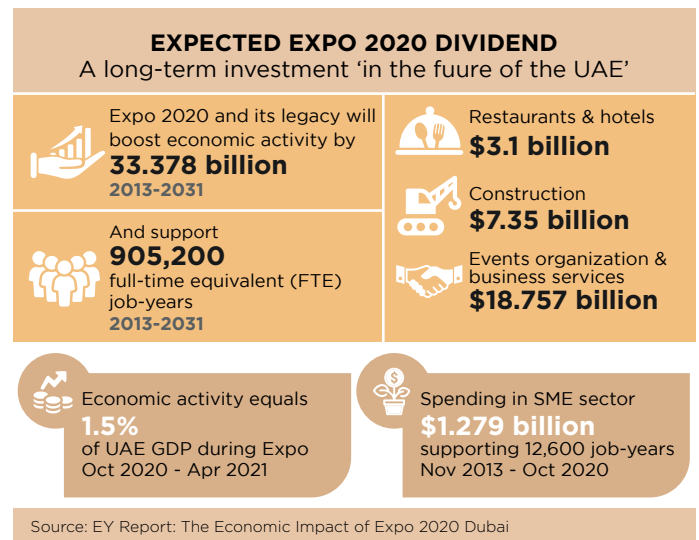 EXPECTED EXPO 2020 DIVIDEND
A long-term investment ‘in the fuure of the UAE’
Expo 2020 and its legacy will
boost economic activity by
33.378 billion
2013-2031
And support
905,200
full-time equivalent (FTE)
job-years
2013-2031
Restaurants & hotels
$3.1 billion
Construction
$7.35 billion
Events organization &
business services
$18.757 billion
Economic activity equals
1.5%
of UAE GDP during Expo
Oct 2020 - Apr 2021
$
Spending in SME sector
$1.279 billion
supporting 12,600 job-years
Nov 2013 - Oct 2020
Source: EY Report: The Economic Impact of Expo 2020 Dubai